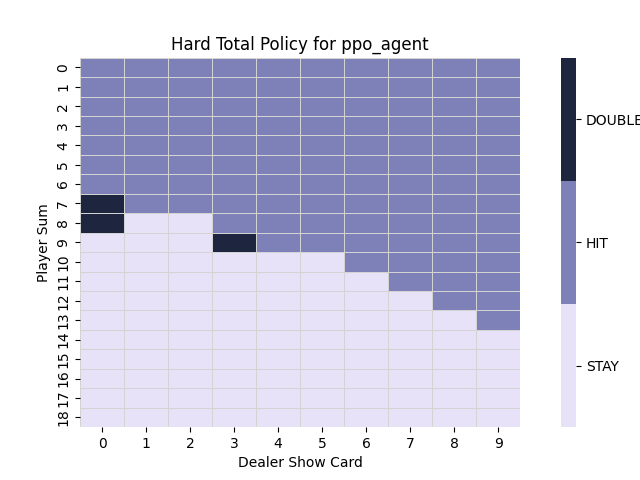 Hard Total Policy for ppo_agent
Player Sum
0
1
2
3
4
5
6
7
8
9
10
11
12
13
14
15
16
17
18
0 1 2 3 4 5 6 7 8 9
Dealer Show Card
DOUBLE
HIT
STAY